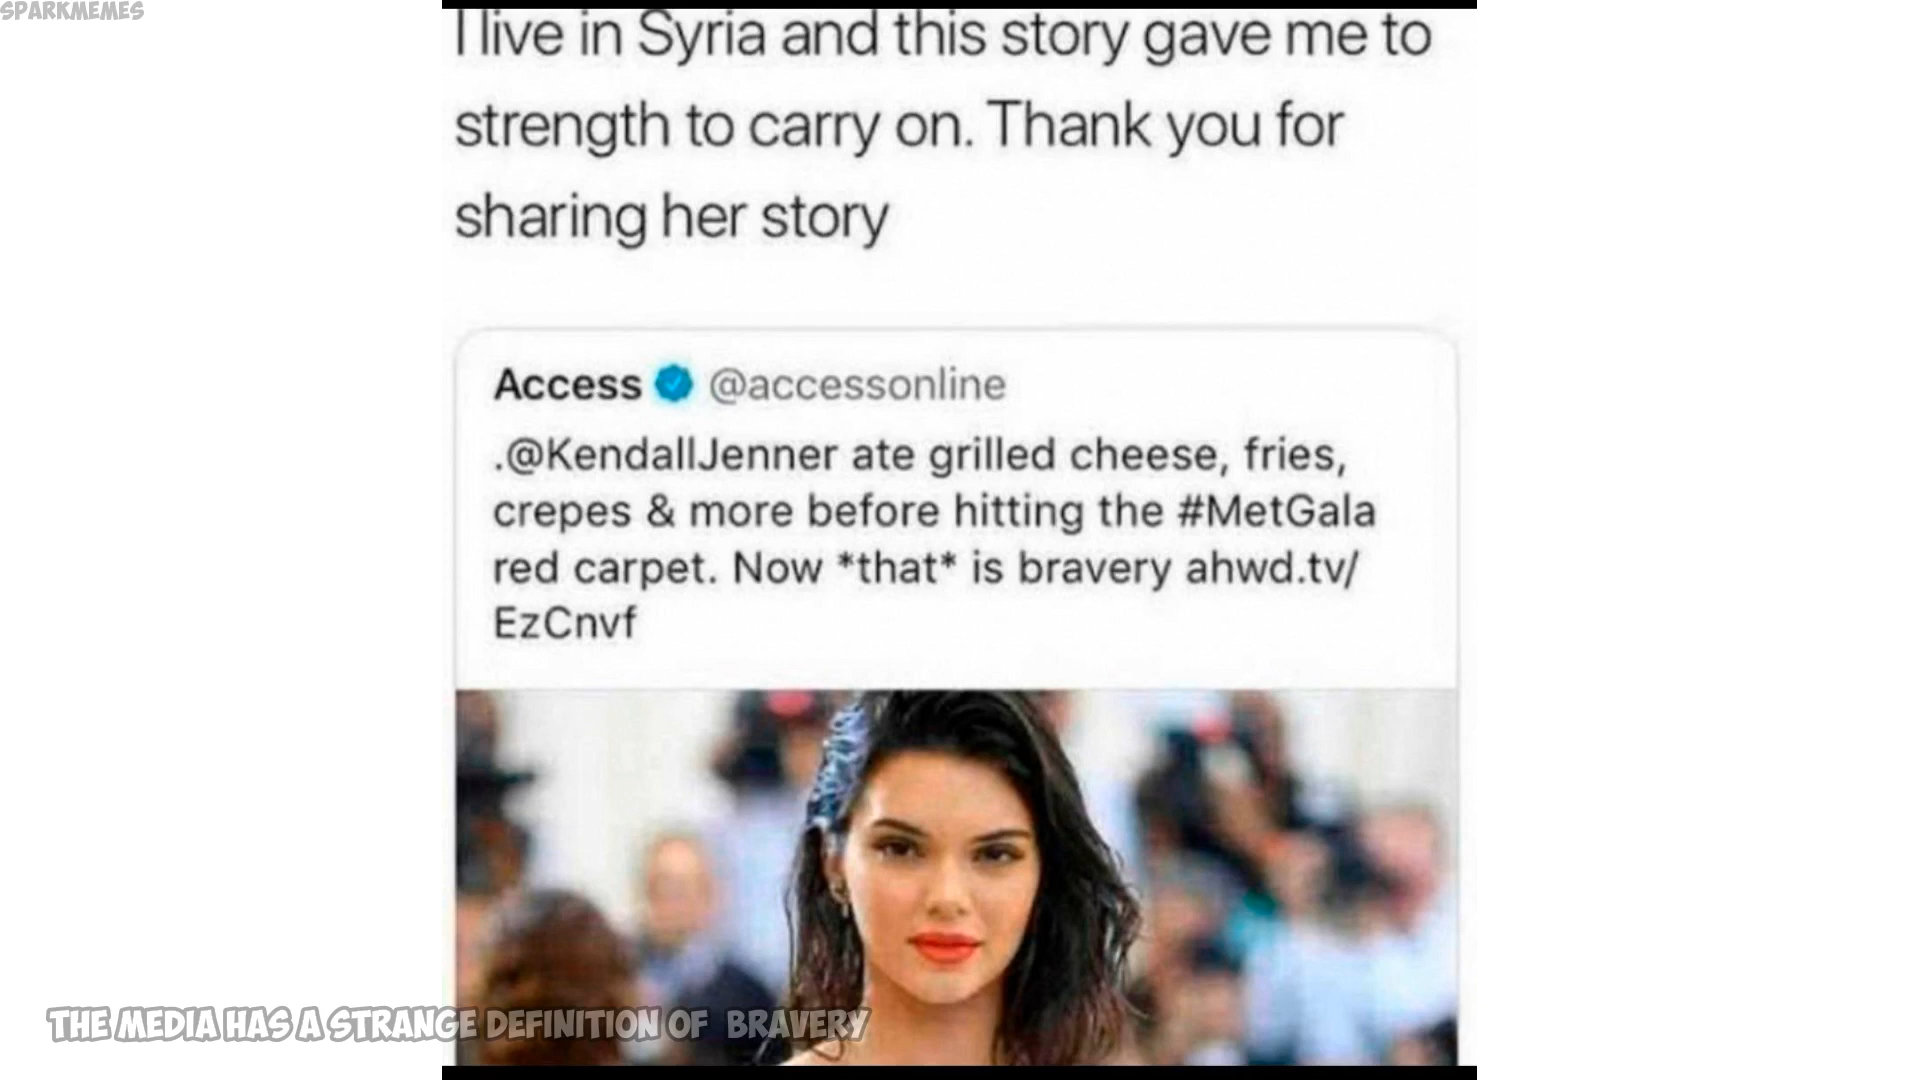 SPARKMEMES
I live in Syria and this story gave me to
strength to carry on. Thank you for
sharing her story
Access @accessonline
.@KendallJenner ate grilled cheese, fries,
crepes & more before hitting the #MetGala
red carpet. Now *that* is bravery ahwd.tv/
EzCnvf
THE MEDIA HAS A STRANGE DEFINITION OF BRAVERY